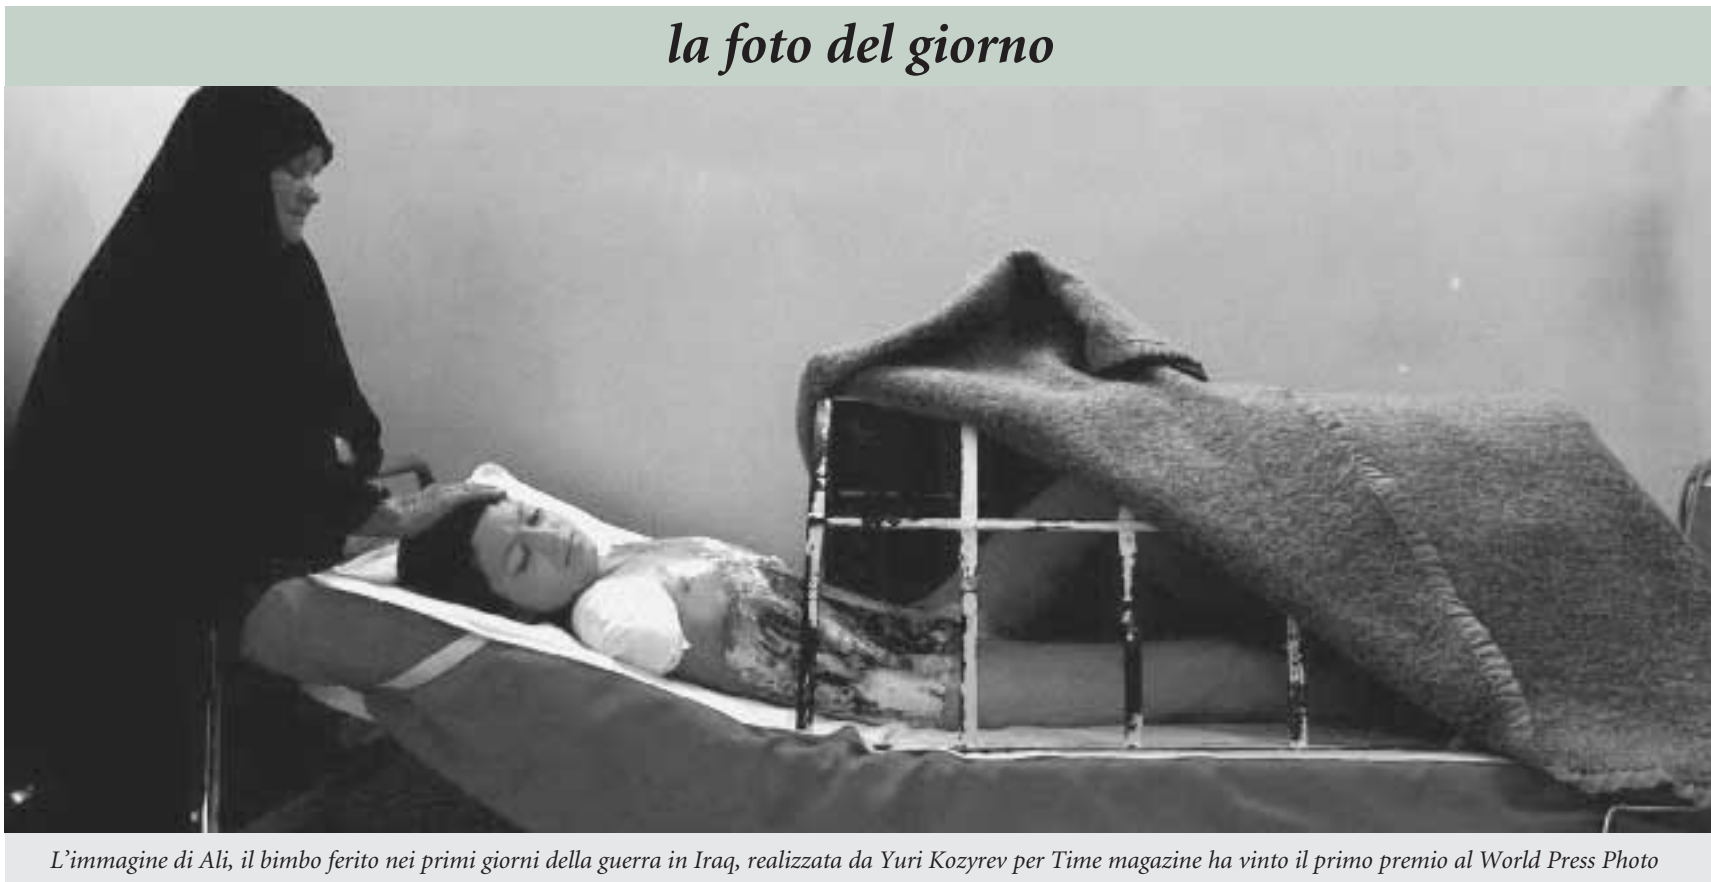 la foto del giorno
L'immagine di Ali, il bimbo ferito nei primi giorni della guerra in Iraq, realizzata da Yuri Kozyrev per Time magazine ha vinto il primo premio al World Press Photo